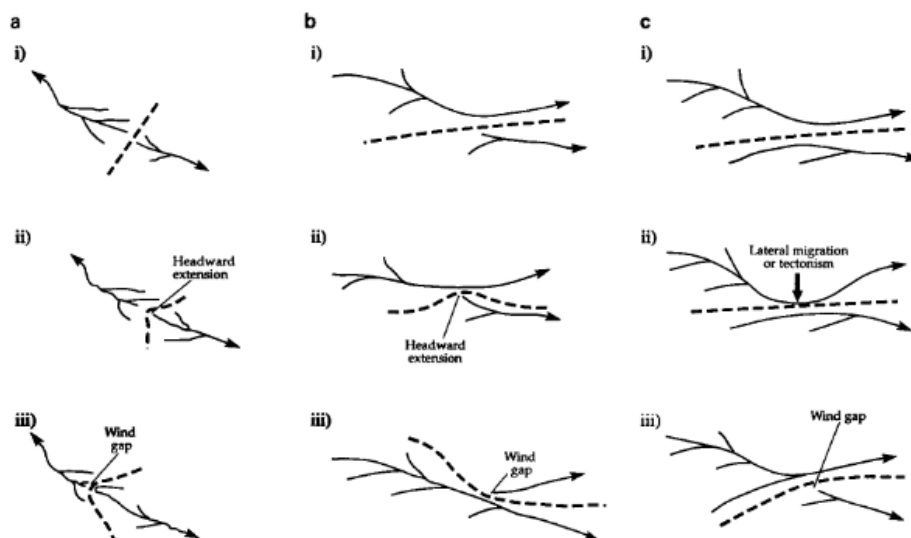 a
b
c
i)
i)
i)
ii)
Headward
extension
ii)
Headward
extension
ii)
Lateral migration
or tectonism
iii)
Wind
gap
iii)
Wind
gap
iii)
Wind gap